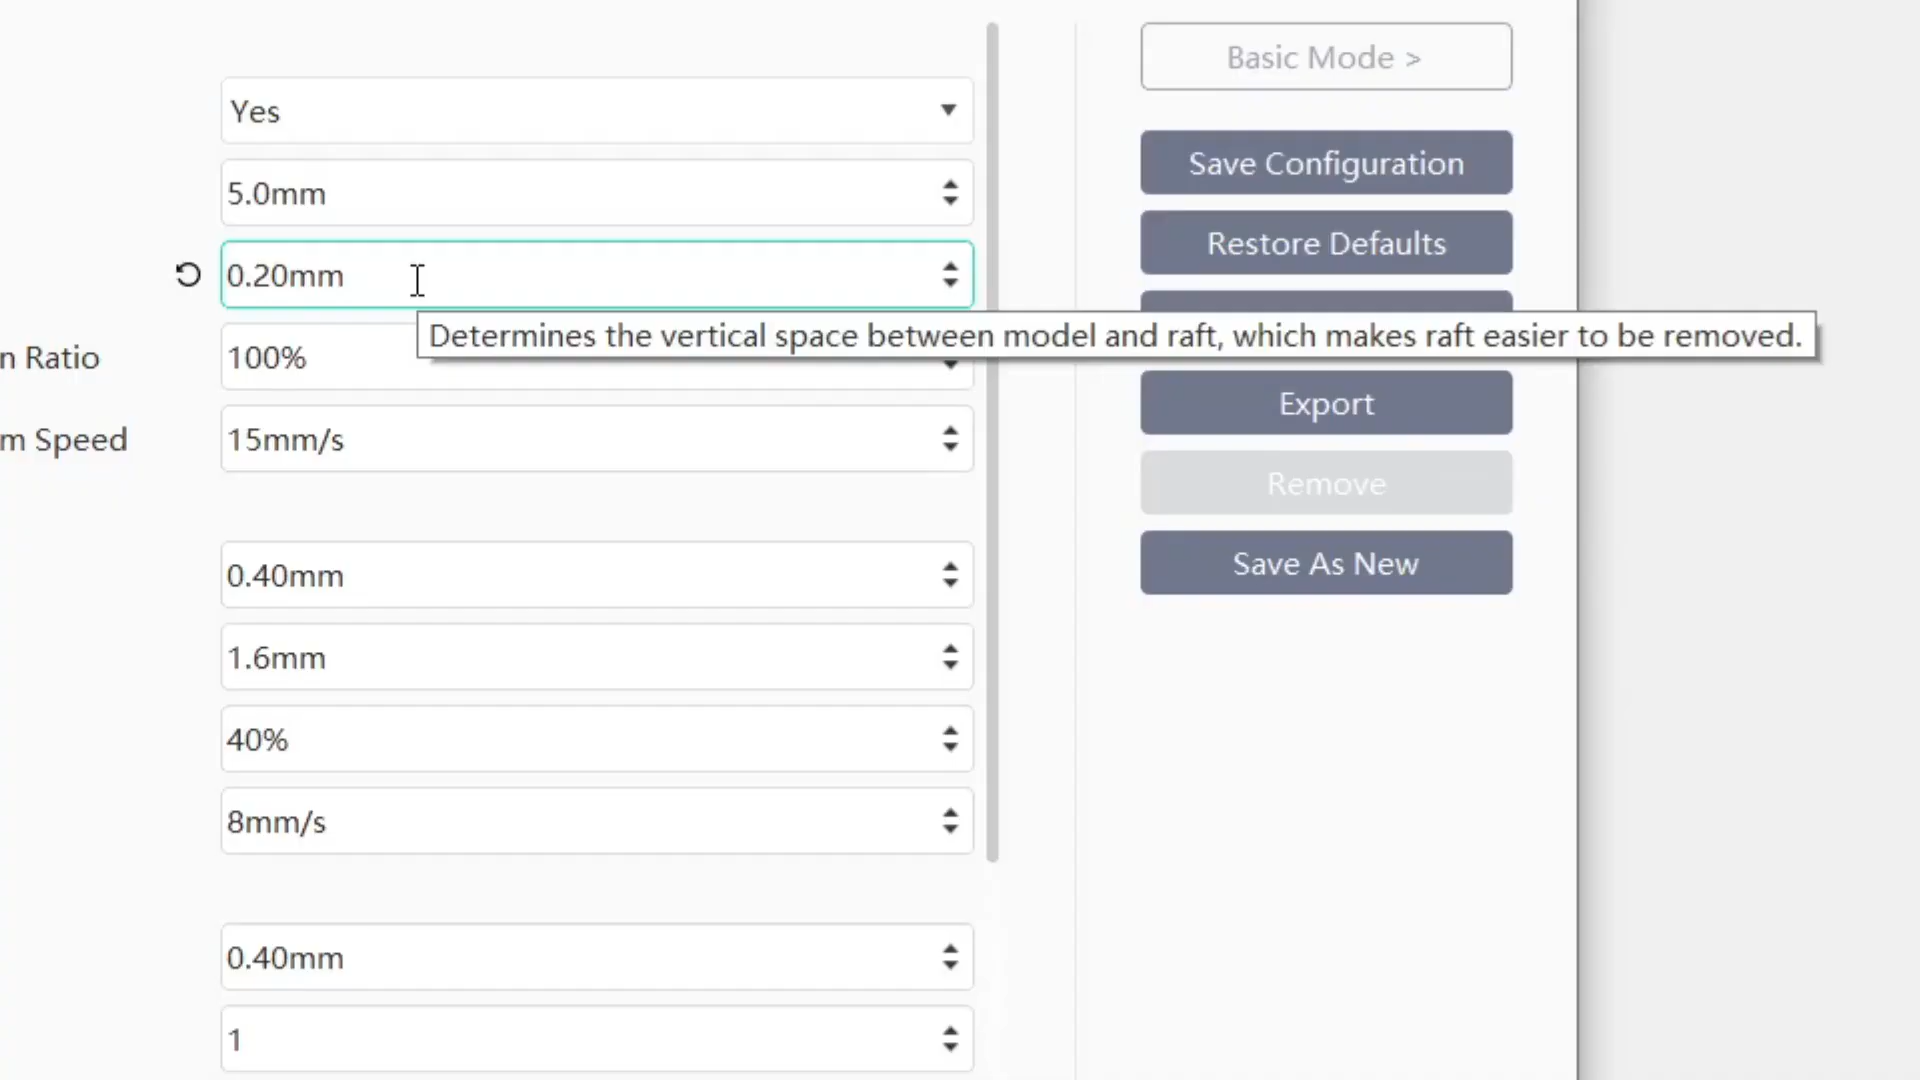 Basic Mode >
Yes
Save Configuration
5.0mm
Restore Defaults
0.20mm
Determines the vertical space between model and raft, which makes raft easier to be removed.
n Ratio
100%
Export
m Speed
15mm/s
Remove
Save As New
0.40mm
1.6mm
40%
8mm/s
0.40mm
1